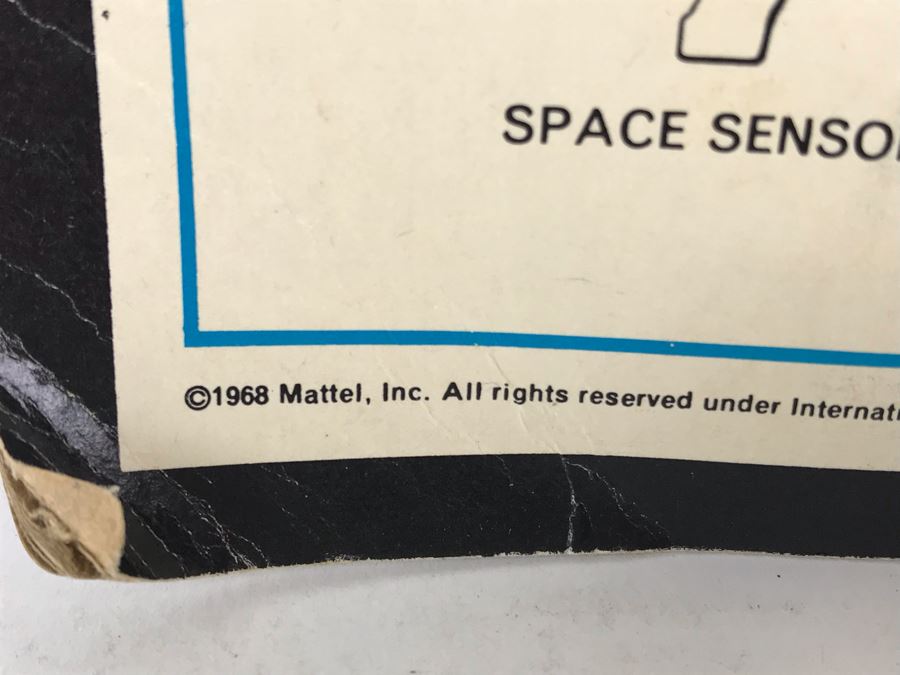 SPACE SENSO
©1968 Mattel, Inc. All rights reserved under Internat